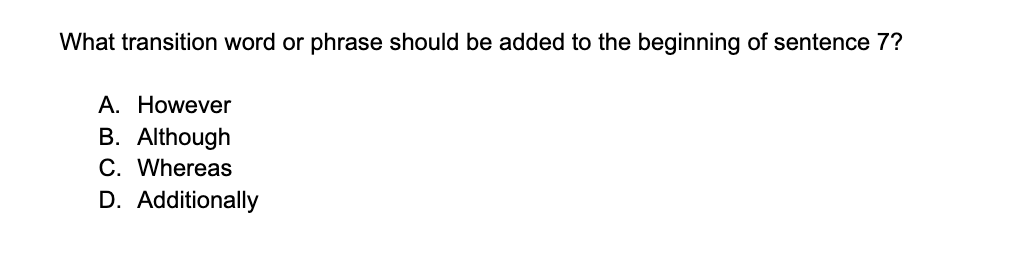 What transition word or phrase should be added to the beginning of sentence 7?
A. However
B. Although
C. Whereas
D. Additionally